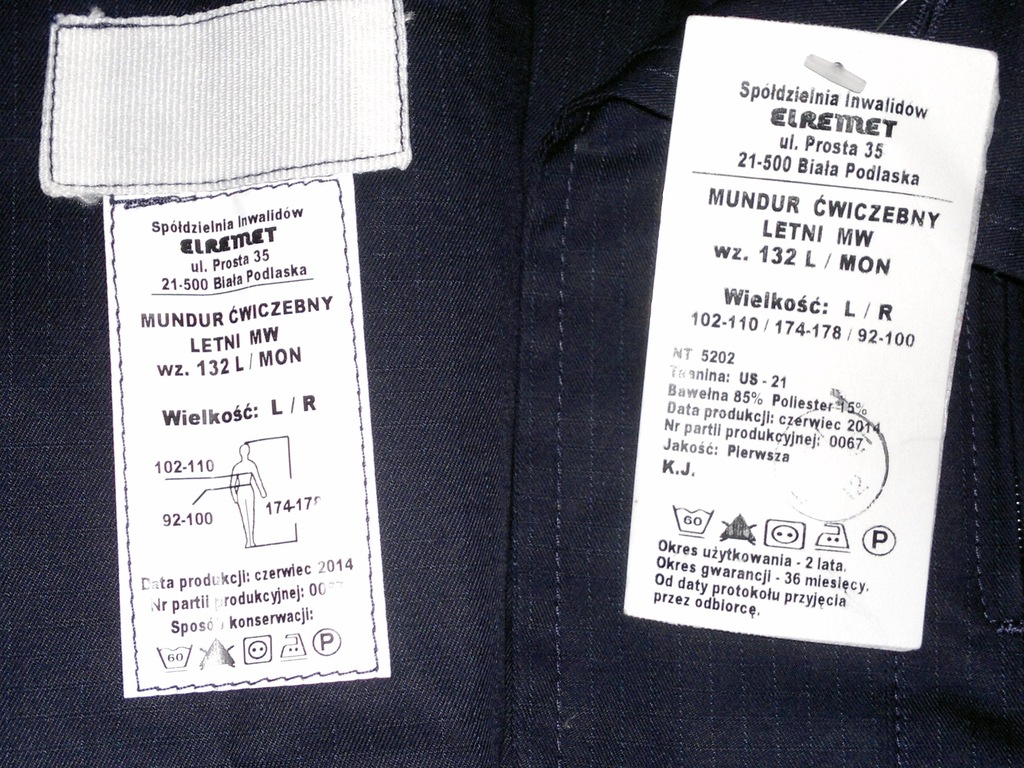 Spółdzielnia Inwalidów
ELREMET
ul. Prosta 35
21-500 Biała Podlaska
MUNDUR ĆWICZEBNY
LETNI MW
wz. 132 L / MON
Wielkość: L / R
102-110
92-100
174-178
Data produkcji: czerwiec 2014
Nr partii produkcyjnej:
Sposób konserwacji:
60
P
Spółdzielnia Inwalidów
ELREMET
ul. Prosta 35
21-500 Biała Podlaska
MUNDUR ĆWICZEBNY
LETNI MW
wz. 132 L / MON
Wielkość: L / R
102-110 / 174-178 / 92-100
NT 5202
Tkanina: US - 21
Bawełna 85% Poliester 15%
Data produkcji: czerwiec 2014
Nr partii produkcyjnej: 0067
Jakość: Pierwsza
K.J.
60
P
Okres użytkowania - 2 lata.
Okres gwarancji - 36 miesięcy.
Od daty protokołu przyjęcia
przez odbiorcę.